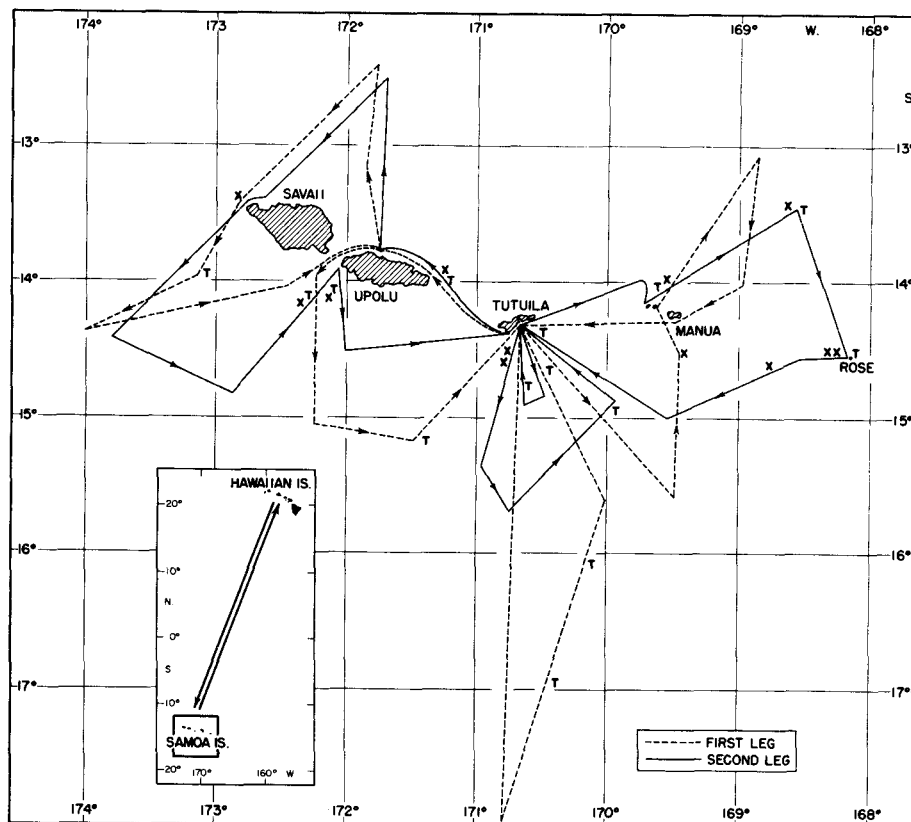 174° 173° 172° 171° 170° 169° 168°
W.
S
13° 13°
X
SAVAII
X T
T
X T
14° 14°
X T X T
UPOLU
T X
TUTUILA
MANUA
T
X
X
X
X XX T
ROSE
T
T
15° 15°
T
T
HAWAIIAN IS.
20°
16° 16°
T
10°
N
0°
17° 17°
T
S
10°
SAMOA IS.
FIRST LEG
SECOND LEG
20° 170° 160° W
174° 173° 172° 171° 170° 169° 168°